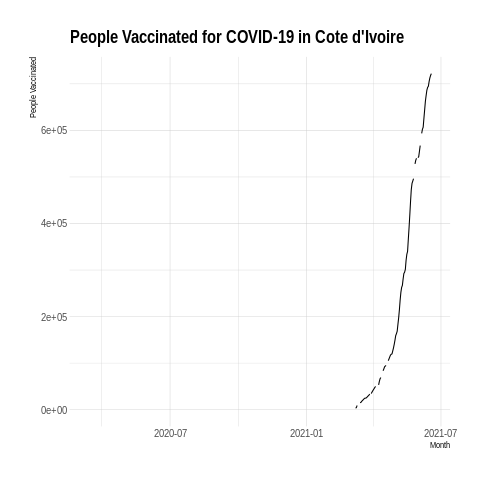 People Vaccinated for COVID-19 in Cote d'Ivoire
People Vaccinated
6e+05
4e+05
2e+05
0e+00
2020-07
2021-01
2021-07
Month